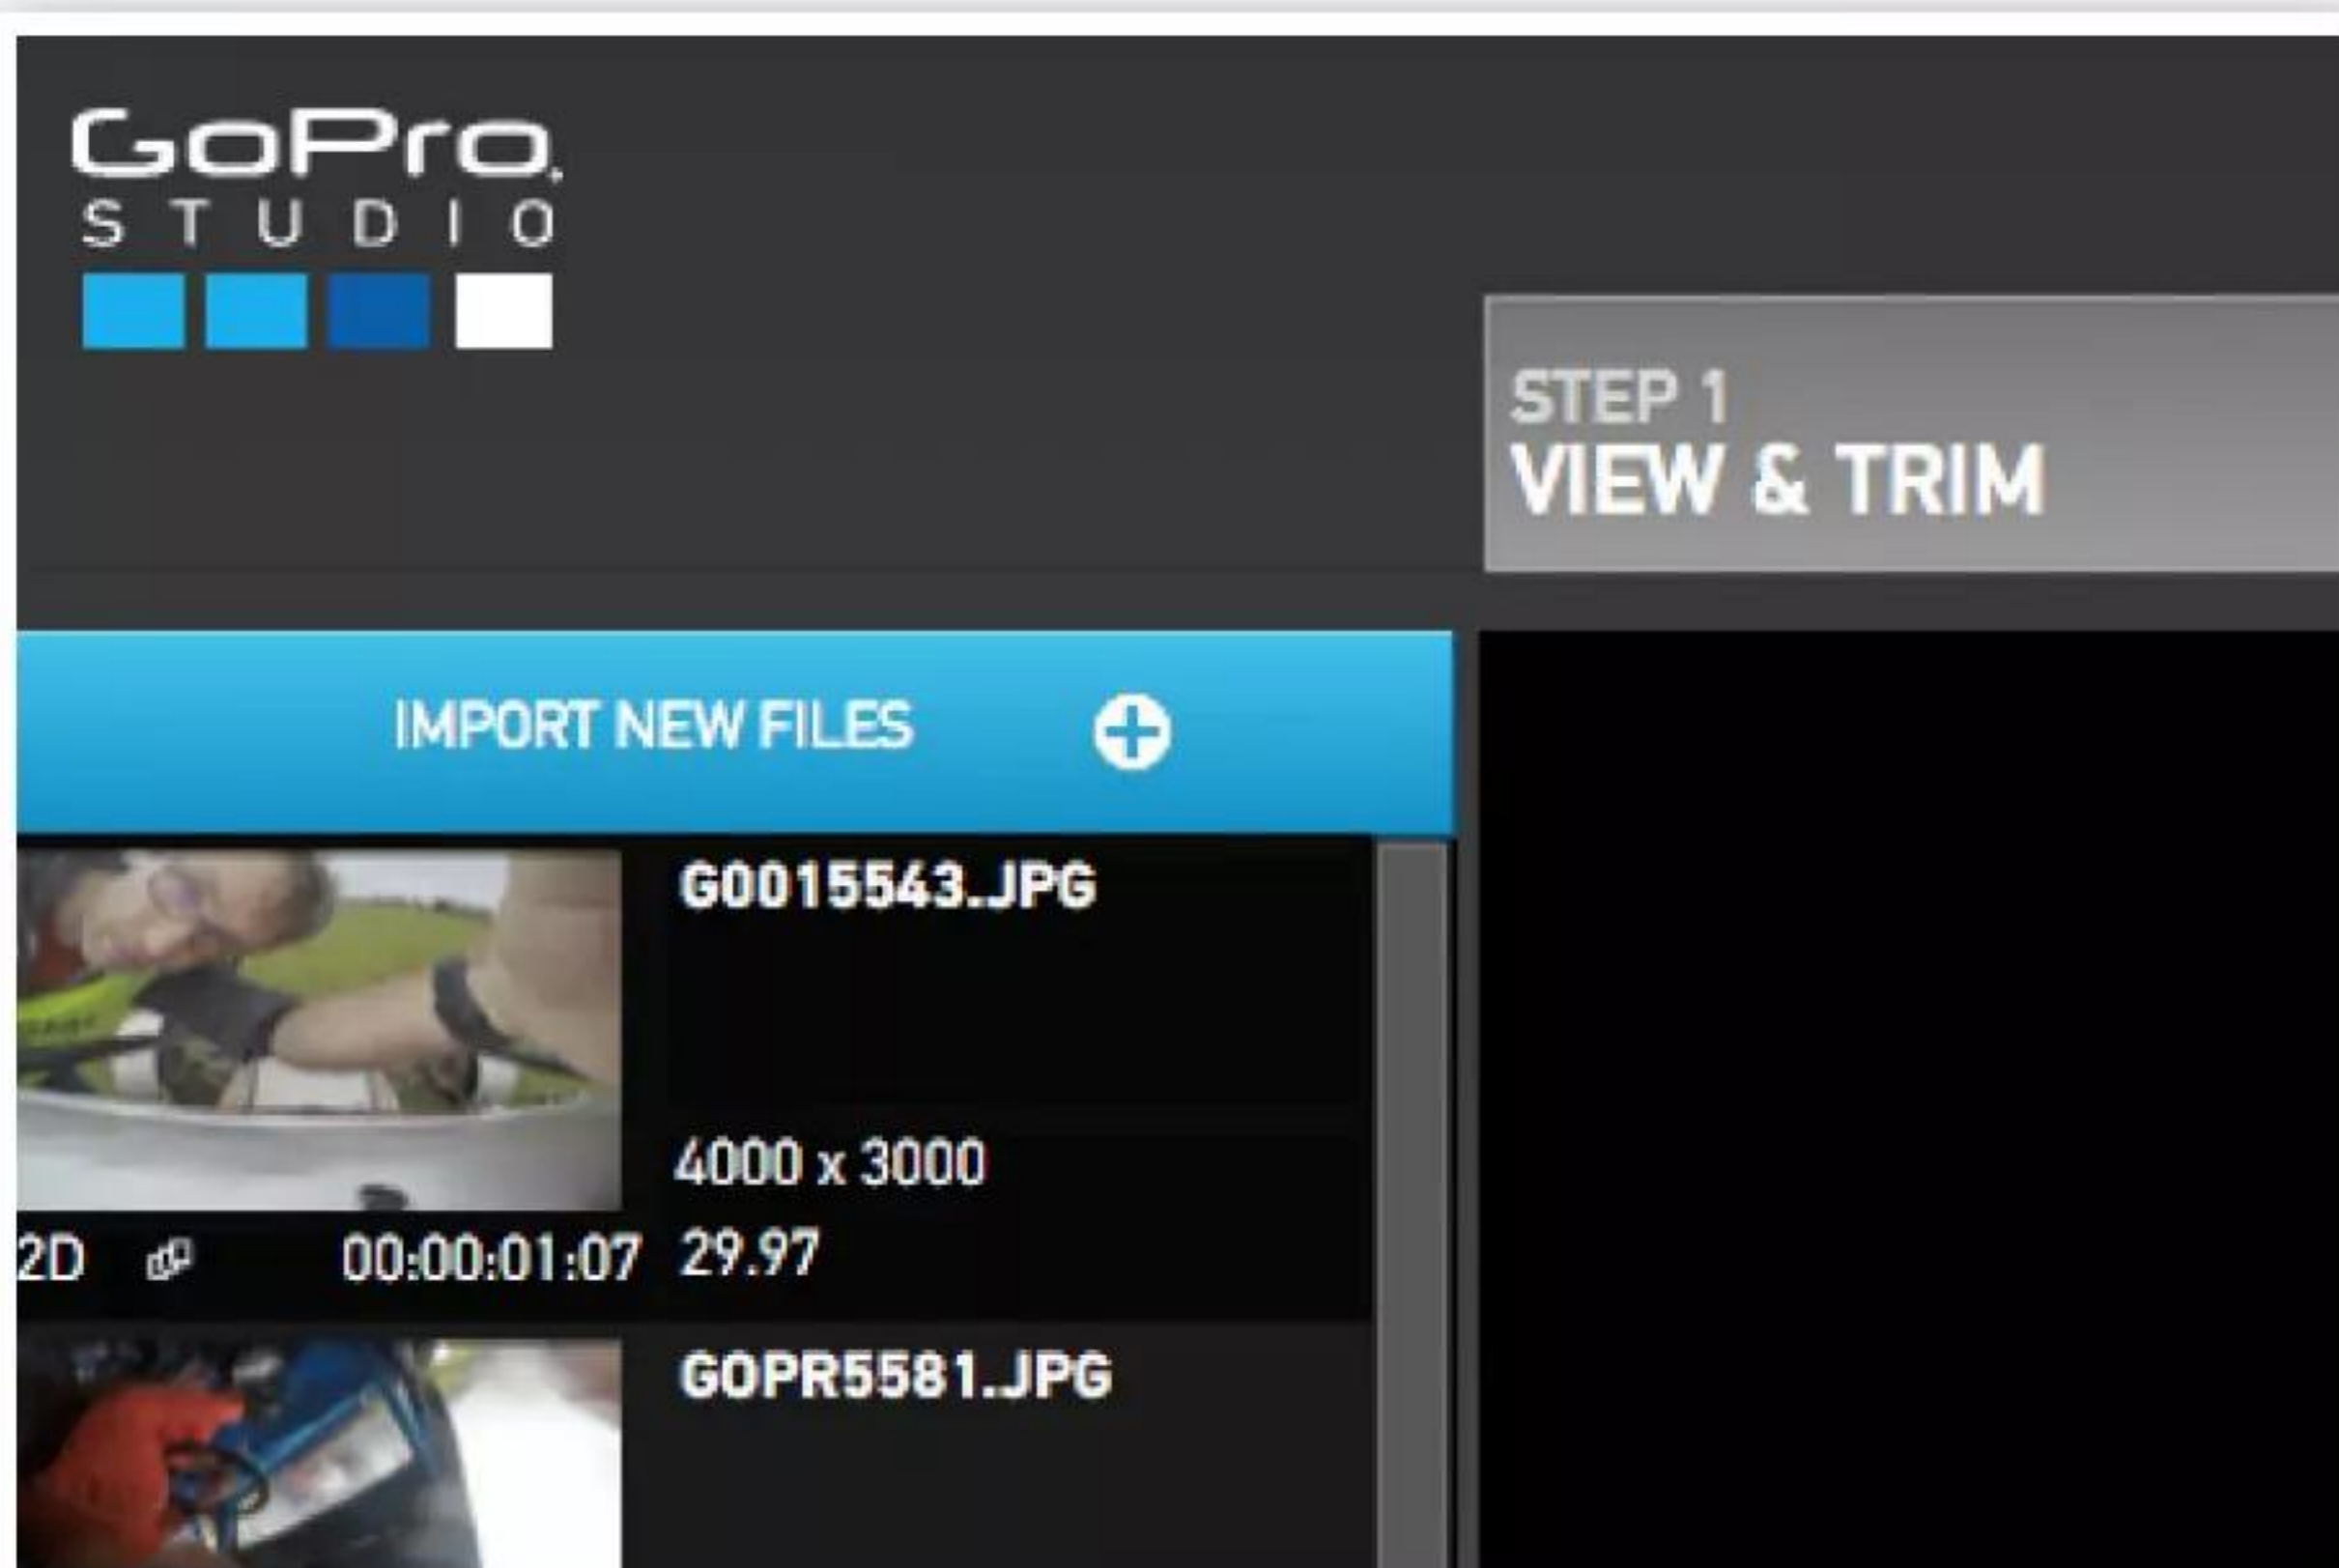 GoPro
STUDIO
STEP 1
VIEW & TRIM
IMPORT NEW FILES
G0015543.JPG
4000 x 3000
2D 00:00:01:07 29.97
GOPR5581.JPG